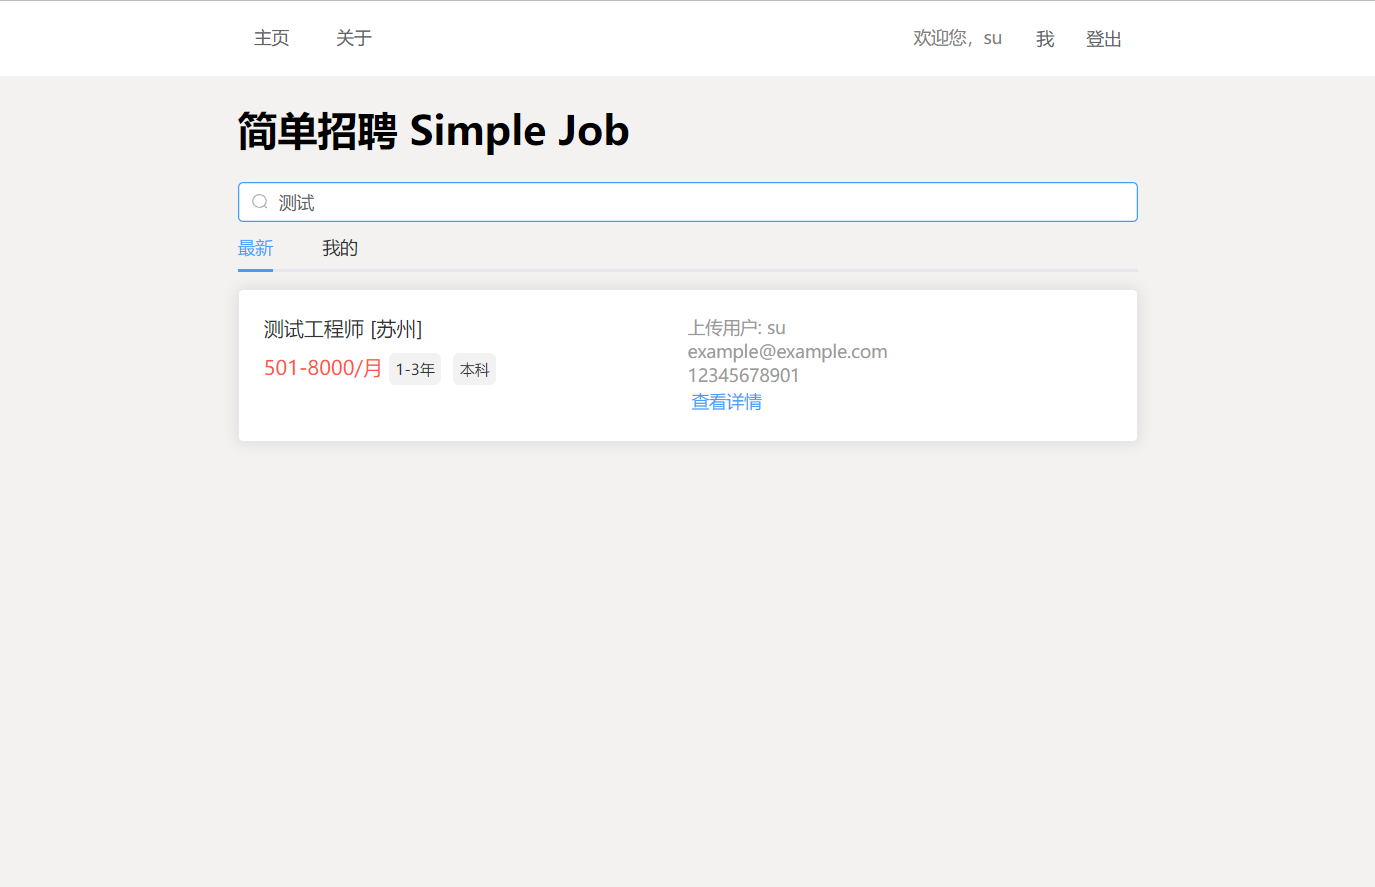 主页 关于 欢迎您，su 我 登出
简单招聘 Simple Job
测试
最新 我的
测试工程师 [苏州]
501-8000/月 1-3年 本科
上传用户: su
example@example.com
12345678901
查看详情